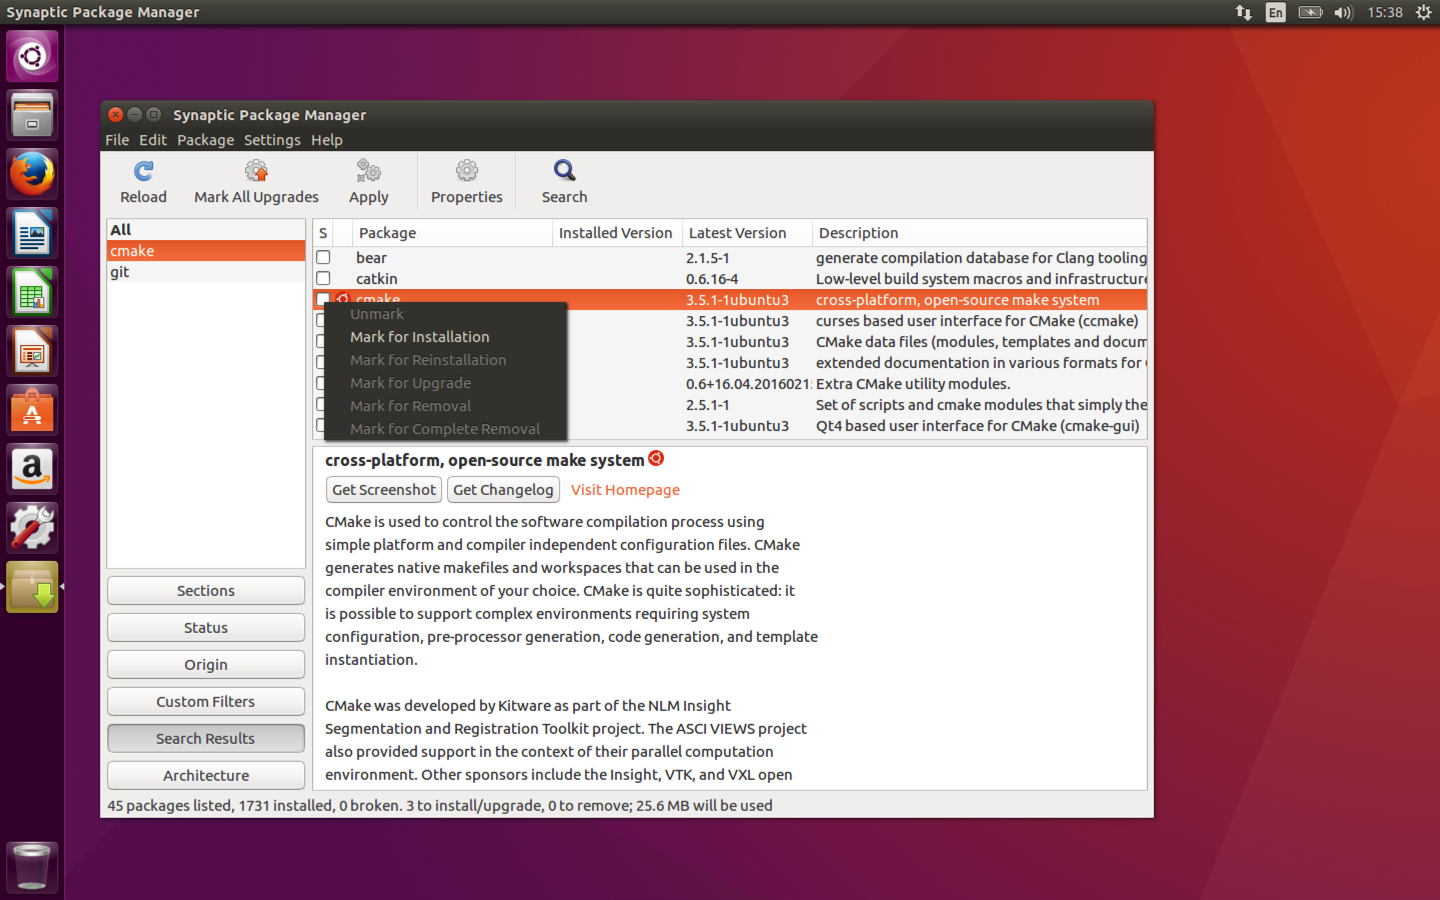 Synaptic Package Manager
En
15:38
Synaptic Package Manager
File Edit Package Settings Help
Reload Mark All Upgrades Apply Properties Search
All
cmake
git
Sections
Status
Origin
Custom Filters
Search Results
Architecture
S Package Installed Version Latest Version Description
bear 2.1.5-1 generate compilation database for Clang tooling
catkin 0.6.16-4 Low-level build system macros and infrastructure
cmake 3.5.1-1ubuntu3 cross-platform, open-source make system
3.5.1-1ubuntu3 curses based user interface for CMake (ccmake)
3.5.1-1ubuntu3 CMake data files (modules, templates and docum
3.5.1-1ubuntu3 extended documentation in various formats for C
0.6+16.04.2016021 Extra CMake utility modules.
2.5.1-1 Set of scripts and cmake modules that simply the
3.5.1-1ubuntu3 Qt4 based user interface for CMake (cmake-gui)
Unmark
Mark for Installation
Mark for Reinstallation
Mark for Upgrade
Mark for Removal
Mark for Complete Removal
cross-platform, open-source make system
Get Screenshot Get Changelog Visit Homepage
CMake is used to control the software compilation process using
simple platform and compiler independent configuration files. CMake
generates native makefiles and workspaces that can be used in the
compiler environment of your choice. CMake is quite sophisticated: it
is possible to support complex environments requiring system
configuration, pre-processor generation, code generation, and template
instantiation.
CMake was developed by Kitware as part of the NLM Insight
Segmentation and Registration Toolkit project. The ASCI VIEWS project
also provided support in the context of their parallel computation
environment. Other sponsors include the Insight, VTK, and VXL open
45 packages listed, 1731 installed, 0 broken. 3 to install/upgrade, 0 to remove; 25.6 MB will be used